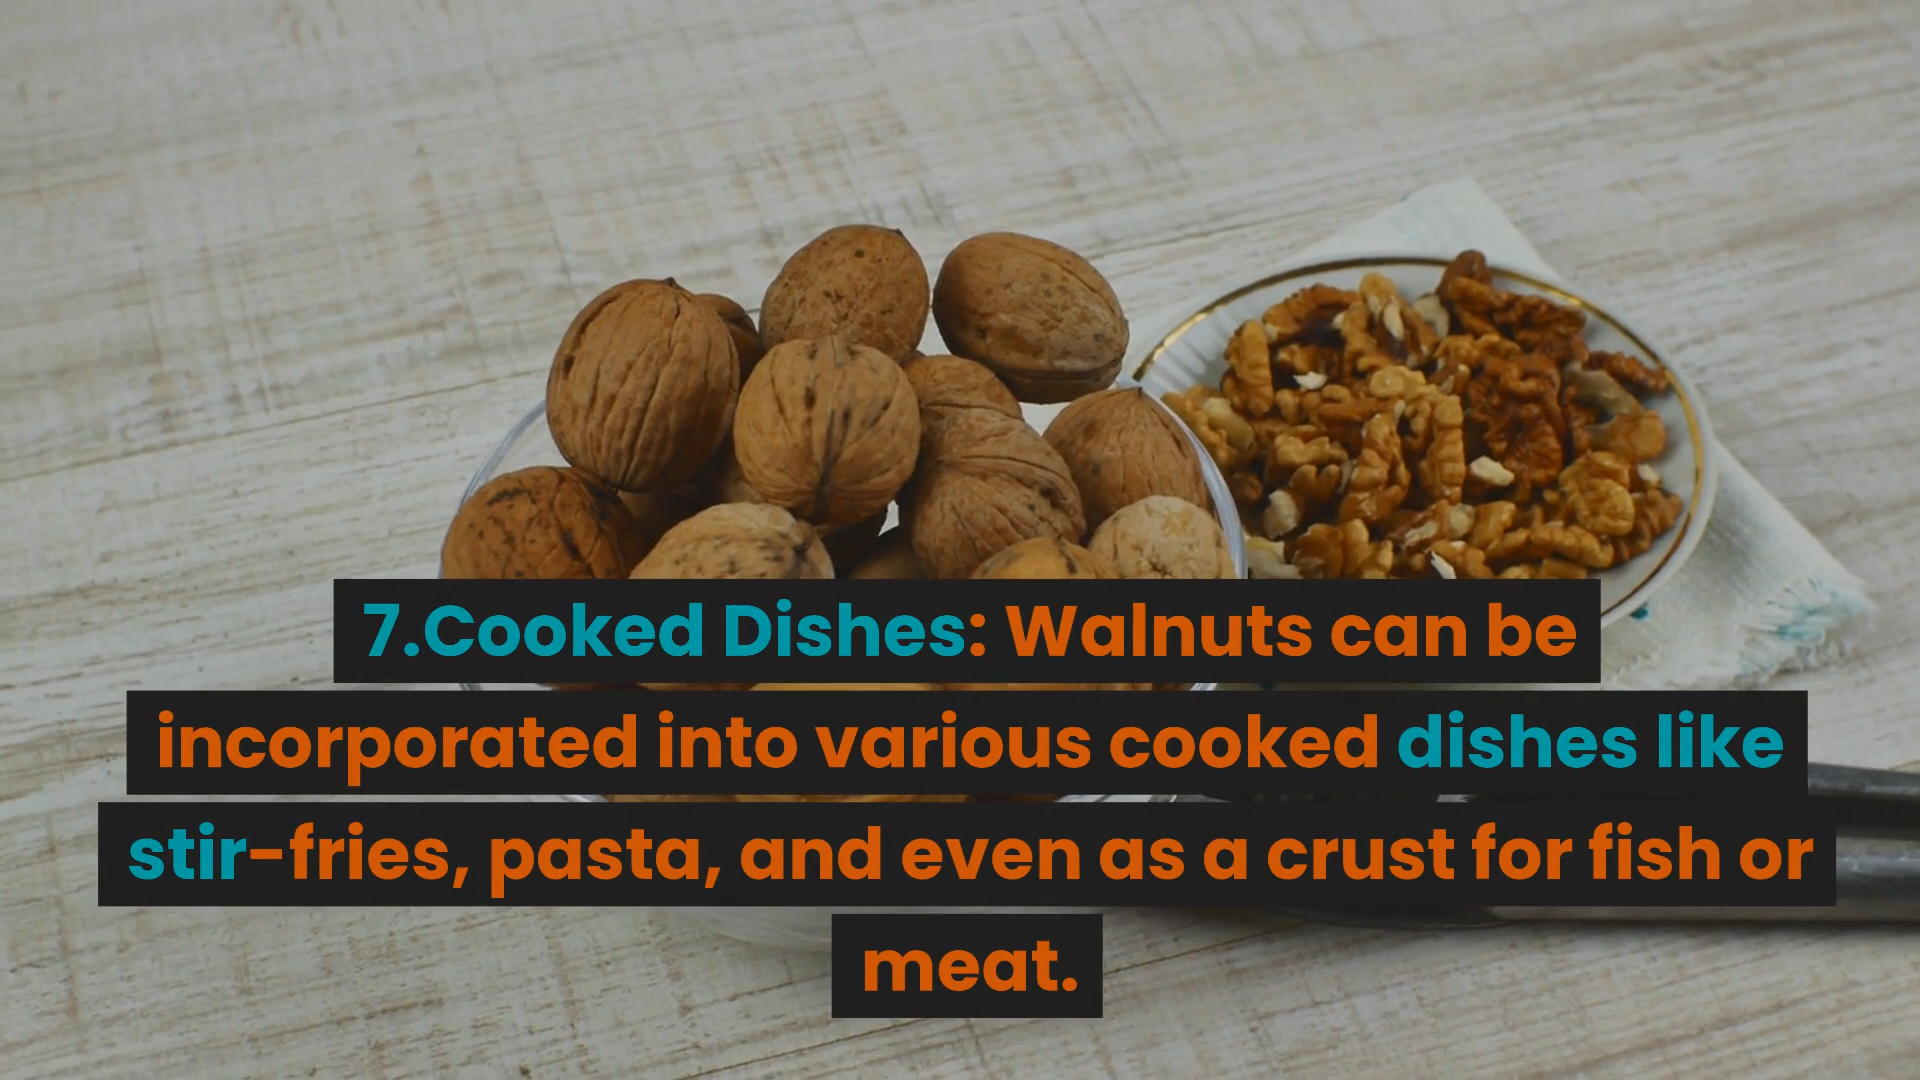 7.Cooked Dishes: Walnuts can be
incorporated into various cooked dishes like
stir-fries, pasta, and even as a crust for fish or
meat.